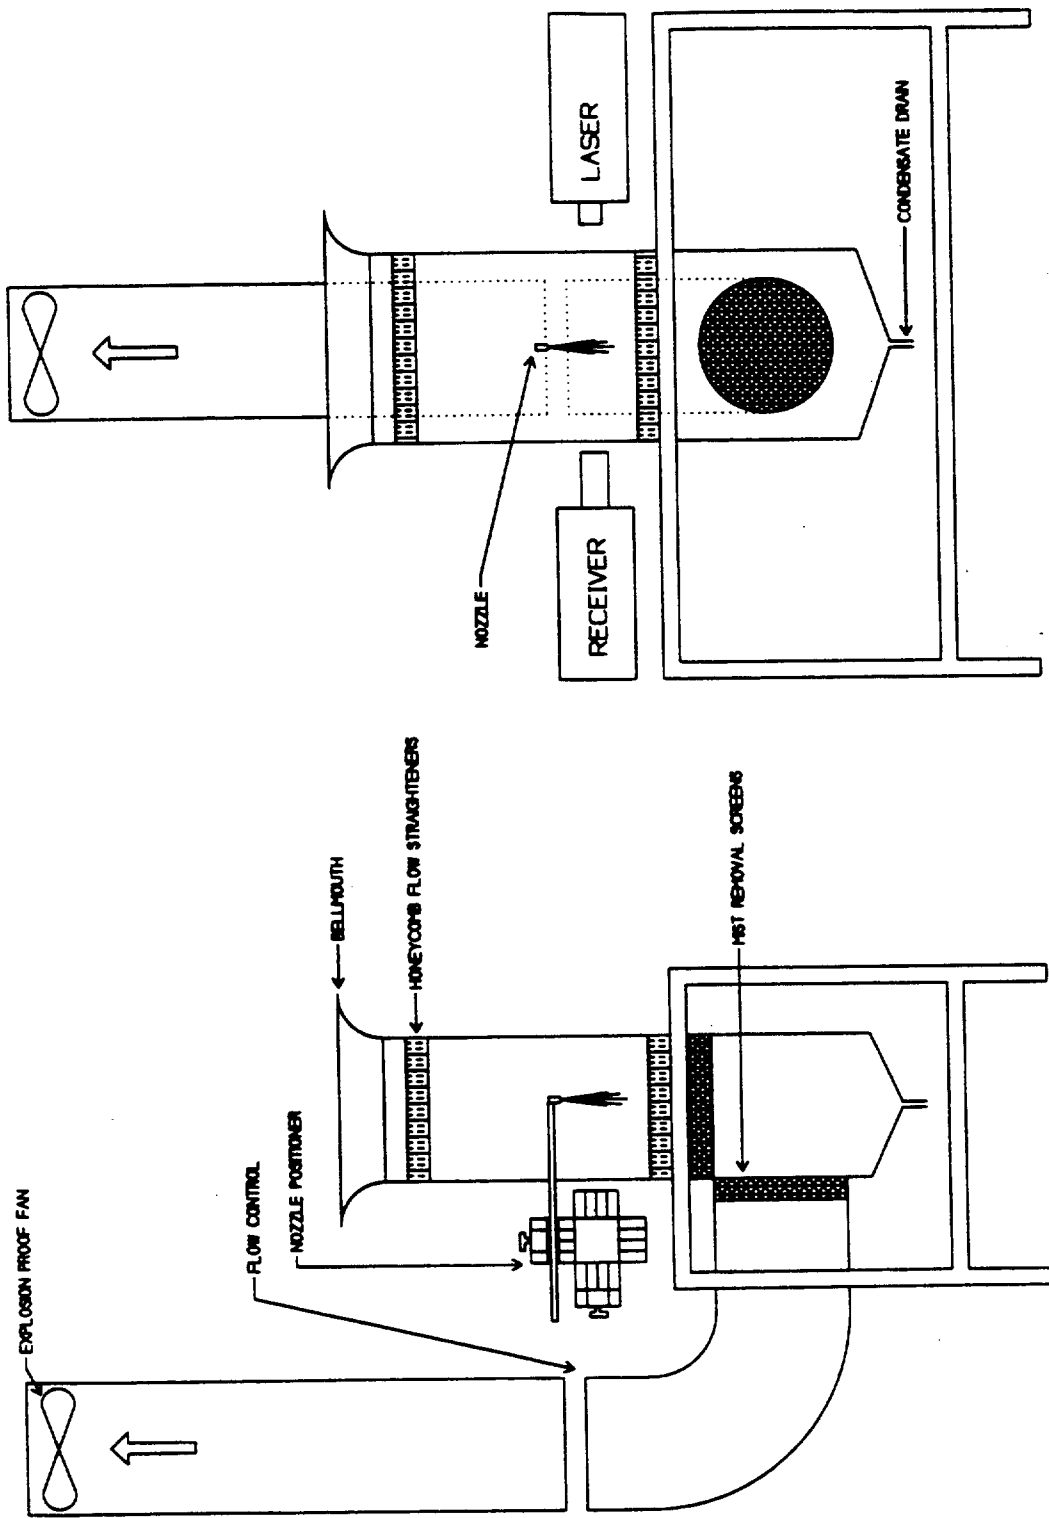 EXPLOSION PROOF FAN
FLOW CONTROL
NOZZLE POSITIONER
BELLMOUTH
HONEYCOMB FLOW STRAIGHTENERS
MIST REMOVAL SCREENS
NOZZLE
RECEIVER
LASER
CONDENSATE DRAIN